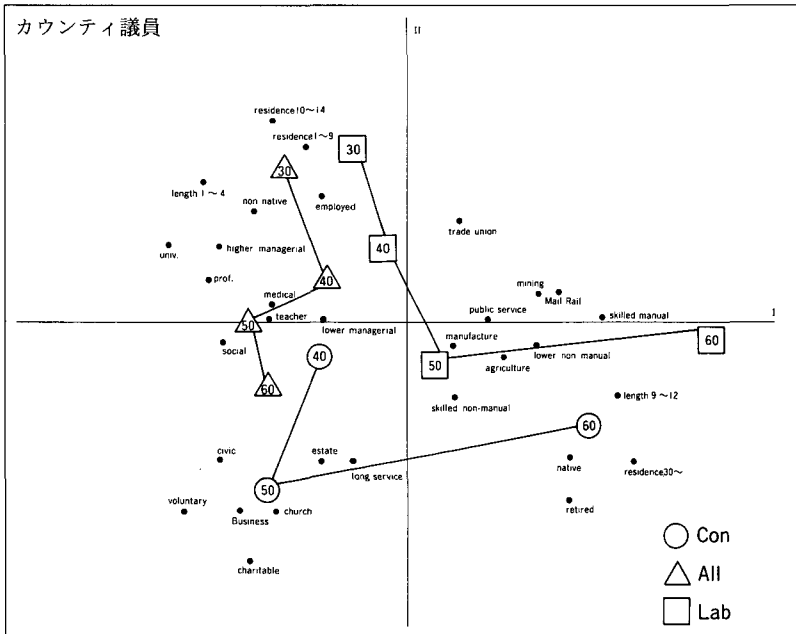 カウンティ議員
II
residence10～14
residence1～9
30
30
length 1～4
non native
employed
trade union
univ.
higher managerial
40
prof.
40
mining
Mail Rail
medical
public service
skilled manual
I
50
teacher
lower managerial
60
social
40
manufacture
lower non manual
50
agriculture
60
skilled non-manual
length 9～12
60
civic
estate
long service
native
residence30～
50
voluntary
Business
church
retired
Con
charitable
All
Lab